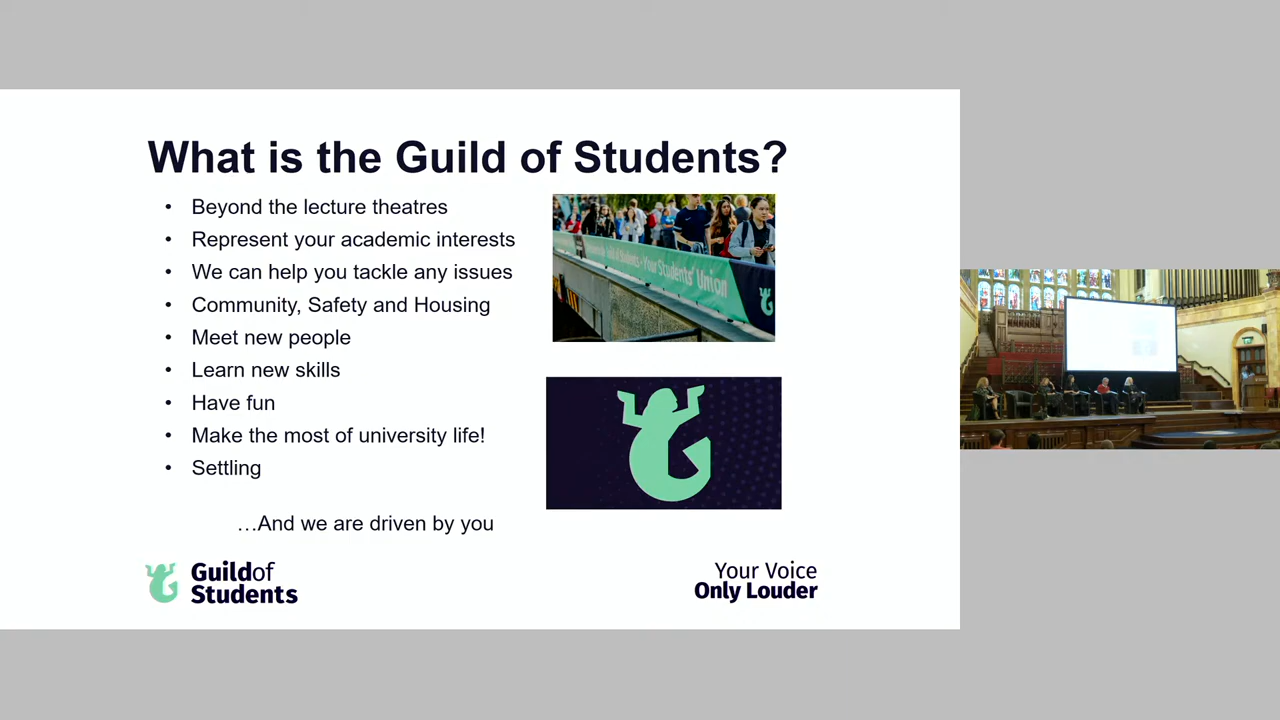 What is the Guild of Students?
• Beyond the lecture theatres
• Represent your academic interests
• We can help you tackle any issues
• Community, Safety and Housing
• Meet new people
• Learn new skills
• Have fun
• Make the most of university life!
• Settling
…And we are driven by you
Guild of Students - Your Students' Union
Guildof
Students
Your Voice
Only Louder